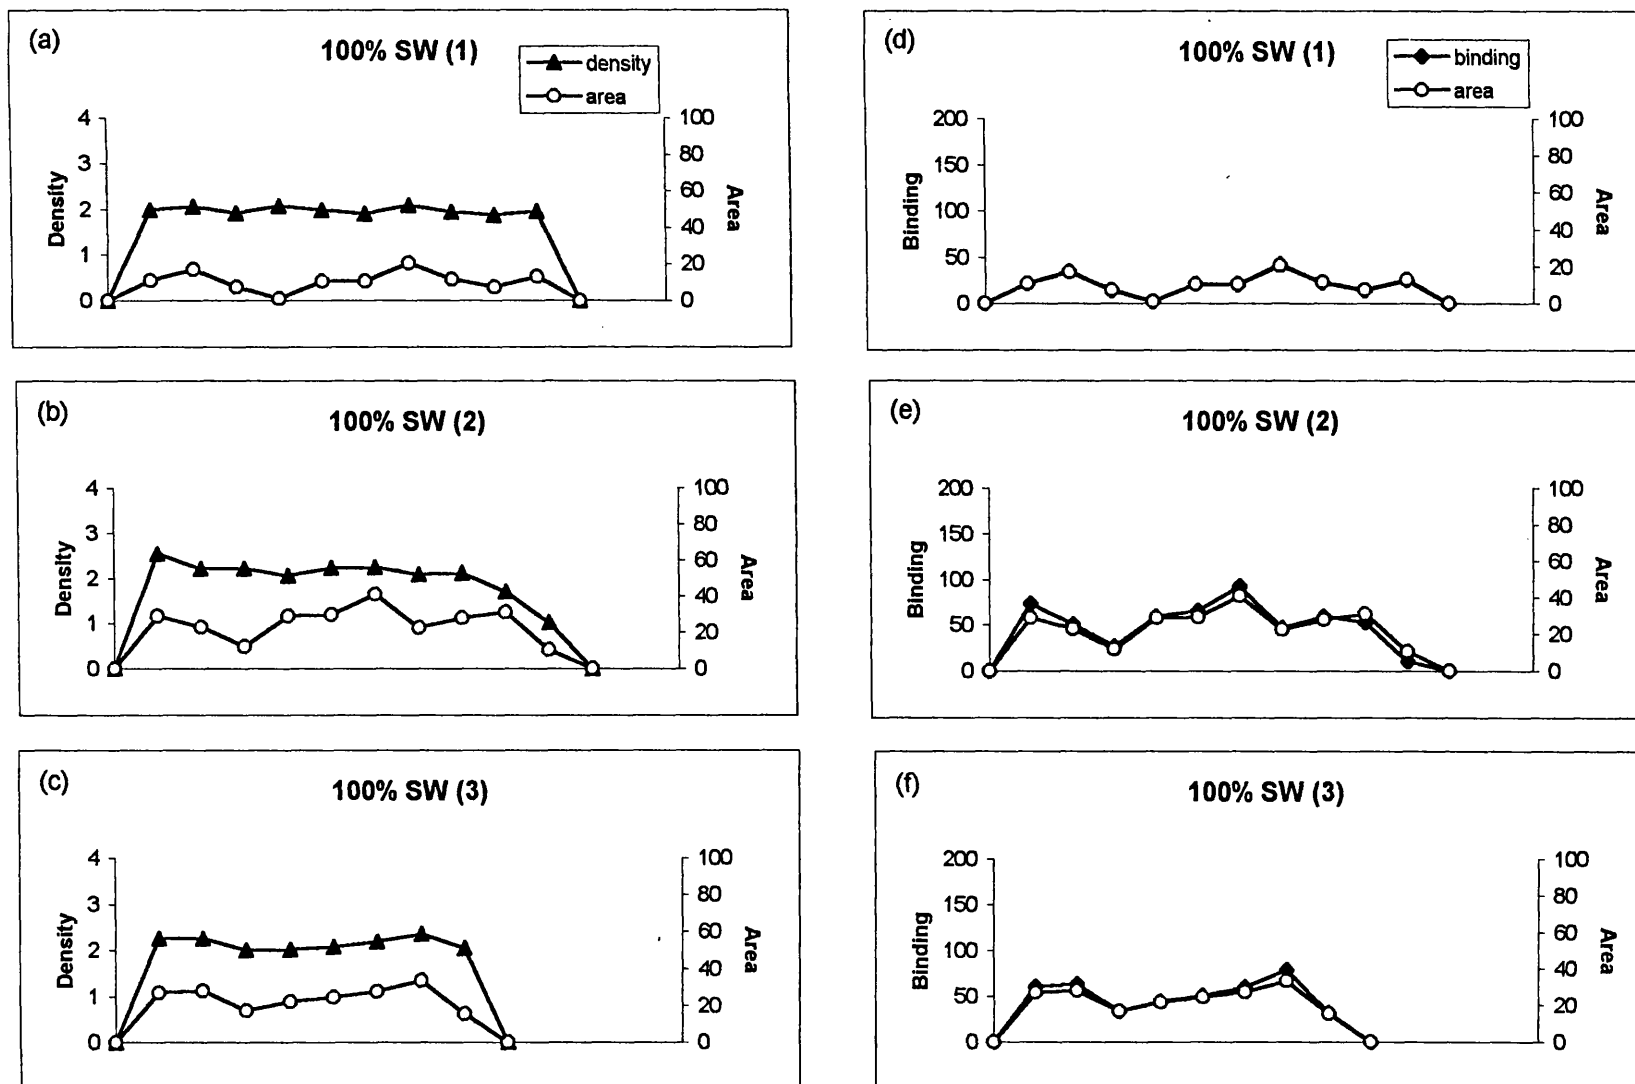 (a)
100% SW (1)
density
area
4
3
2
1
0
Density
100
80
60
40
20
0
Area
(d)
100% SW (1)
binding
area
200
150
100
50
0
Binding
100
80
60
40
20
0
Area
(b)
100% SW (2)
4
3
2
1
0
Density
100
80
60
40
20
0
Area
(e)
100% SW (2)
200
150
100
50
0
Binding
100
80
60
40
20
0
Area
(c)
100% SW (3)
4
3
2
1
0
Density
100
80
60
40
20
0
Area
(f)
100% SW (3)
200
150
100
50
0
Binding
100
80
60
40
20
0
Area